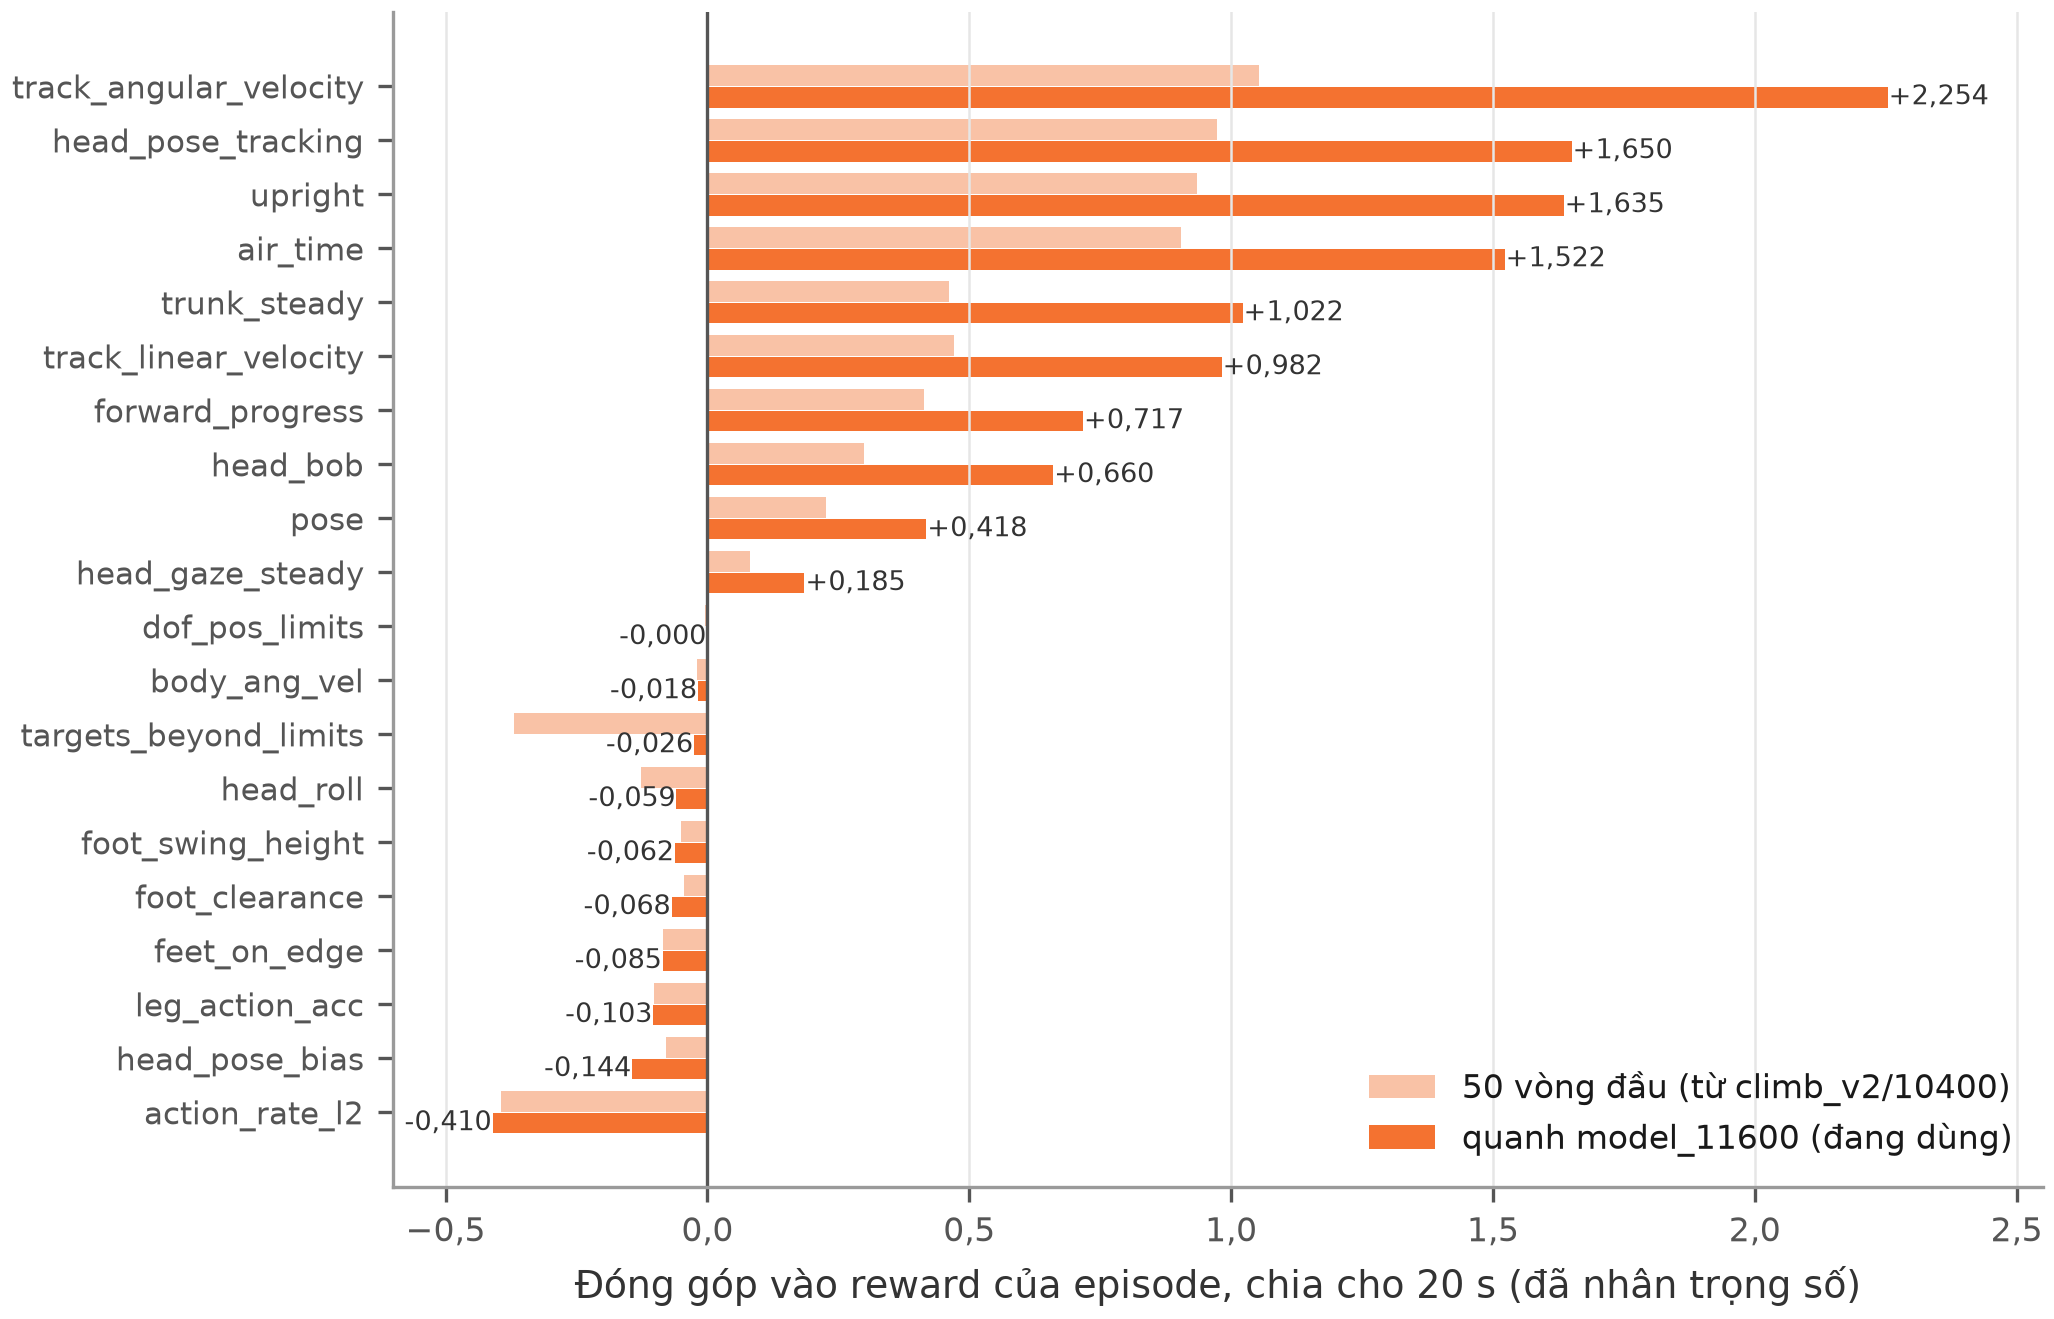 track_angular_velocity +2,254
head_pose_tracking +1,650
upright +1,635
air_time +1,522
trunk_steady +1,022
track_linear_velocity +0,982
forward_progress +0,717
head_bob +0,660
pose +0,418
head_gaze_steady +0,185
dof_pos_limits -0,000
body_ang_vel -0,018
targets_beyond_limits -0,026
head_roll -0,059
foot_swing_height -0,062
foot_clearance -0,068
feet_on_edge -0,085
leg_action_acc -0,103
head_pose_bias -0,144
action_rate_l2 -0,410
50 vòng đầu (từ climb_v2/10400)
quanh model_11600 (đang dùng)
−0,5 0,0 0,5 1,0 1,5 2,0 2,5
Đóng góp vào reward của episode, chia cho 20 s (đã nhân trọng số)